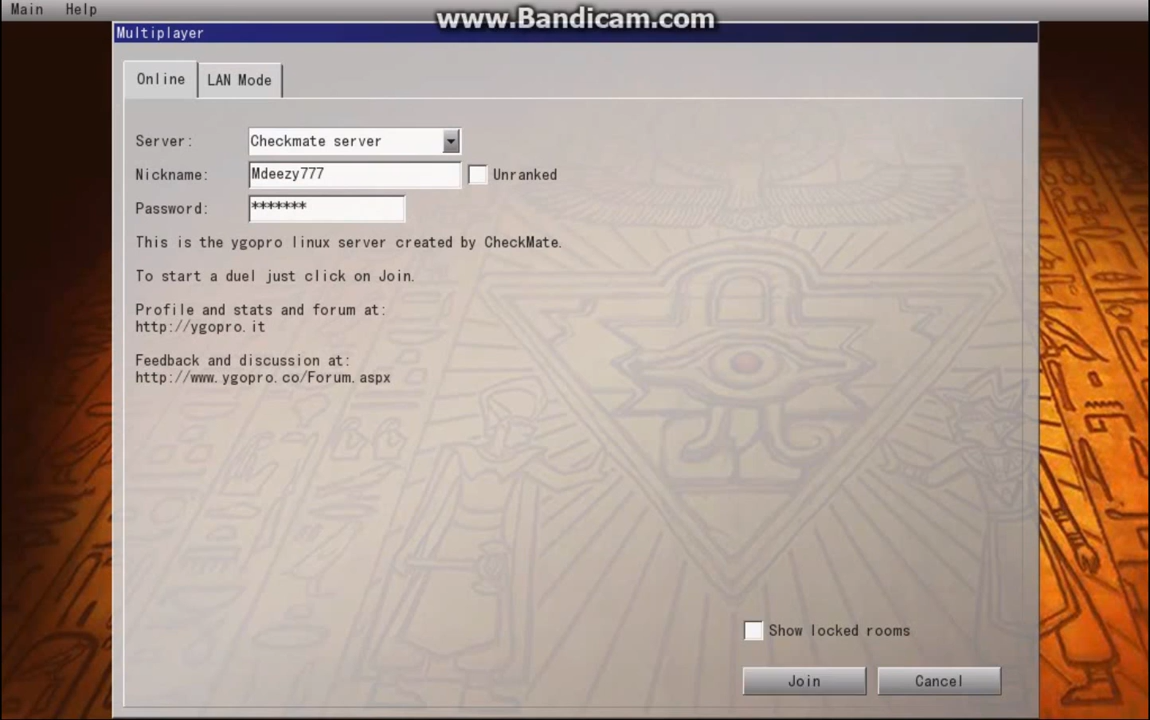 Main Help
www.Bandicam.com
Multiplayer
Online LAN Mode
Server: Checkmate server
Nickname: Mdeezy777 Unranked
Password: *******
This is the ygopro linux server created by CheckMate.
To start a duel just click on Join.
Profile and stats and forum at:
http://ygopro.it
Feedback and discussion at:
http://www.ygopro.co/Forum.aspx
Show locked rooms
Join Cancel